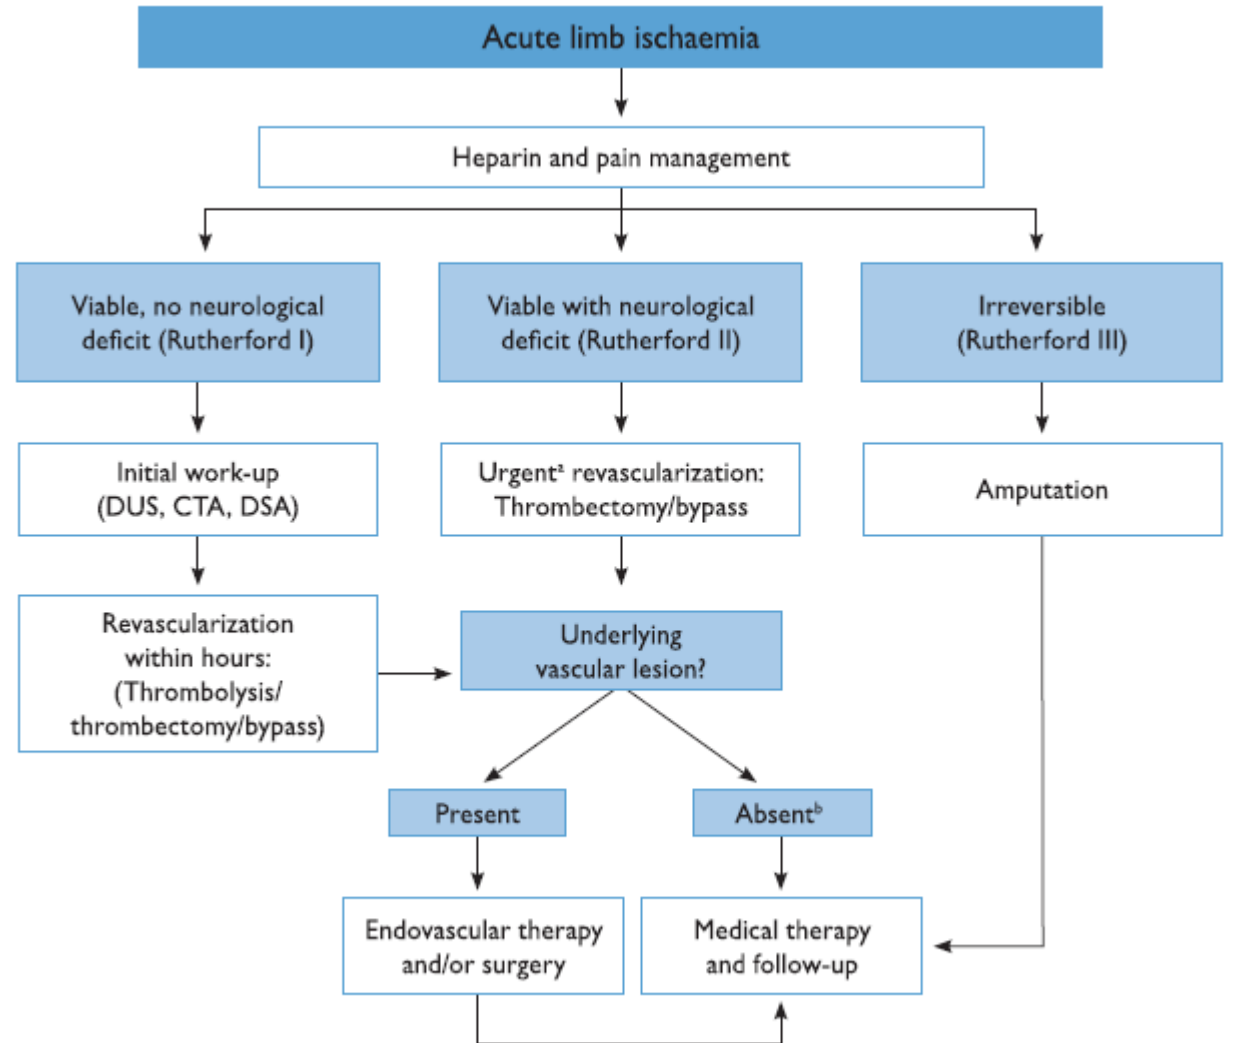 Acute limb ischaemia
Heparin and pain management
Viable, no neurological
deficit (Rutherford I)
Viable with neurological
deficit (Rutherford II)
Irreversible
(Rutherford III)
Initial work-up
(DUS, CTA, DSA)
Urgentᵃ revascularization:
Thrombectomy/bypass
Amputation
Revascularization
within hours:
(Thrombolysis/
thrombectomy/bypass)
Underlying
vascular lesion?
Present
Absentᵇ
Endovascular therapy
and/or surgery
Medical therapy
and follow-up